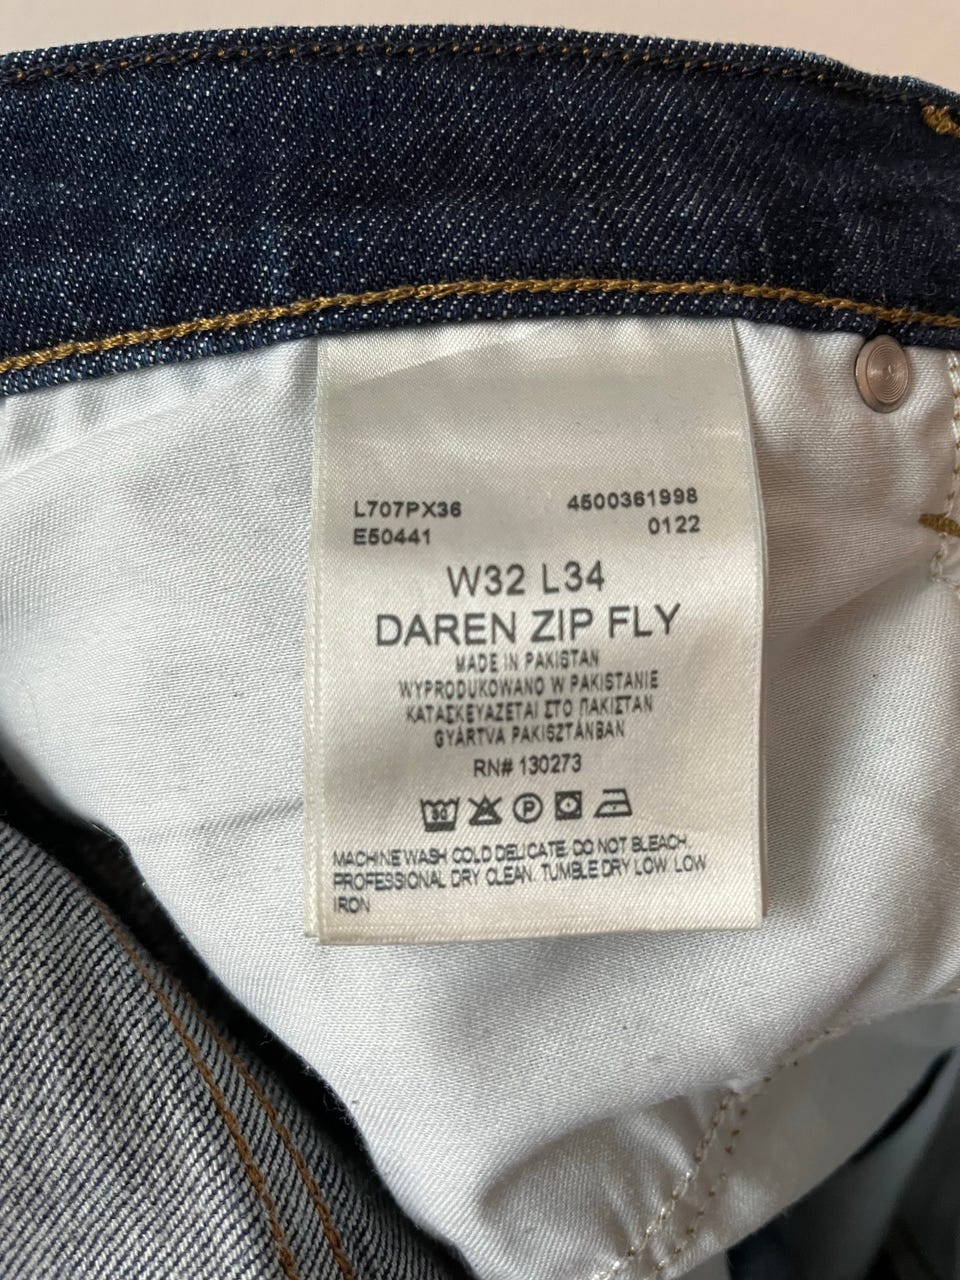 L707PX36 4500361998
E50441 0122
W32 L34
DAREN ZIP FLY
MADE IN PAKISTAN
WYPRODUKOWANO W PAKISTANIE
ΚΑΤΑΣΚΕΥΑΖΕΤΑΙ ΣΤΟ ΠΑΚΙΣΤΑΝ
GYÁRTVA PAKISZTÁNBAN
RN# 130273
30 P
MACHINE WASH COLD DELICATE. DO NOT BLEACH.
PROFESSIONAL DRY CLEAN. TUMBLE DRY LOW. LOW
IRON